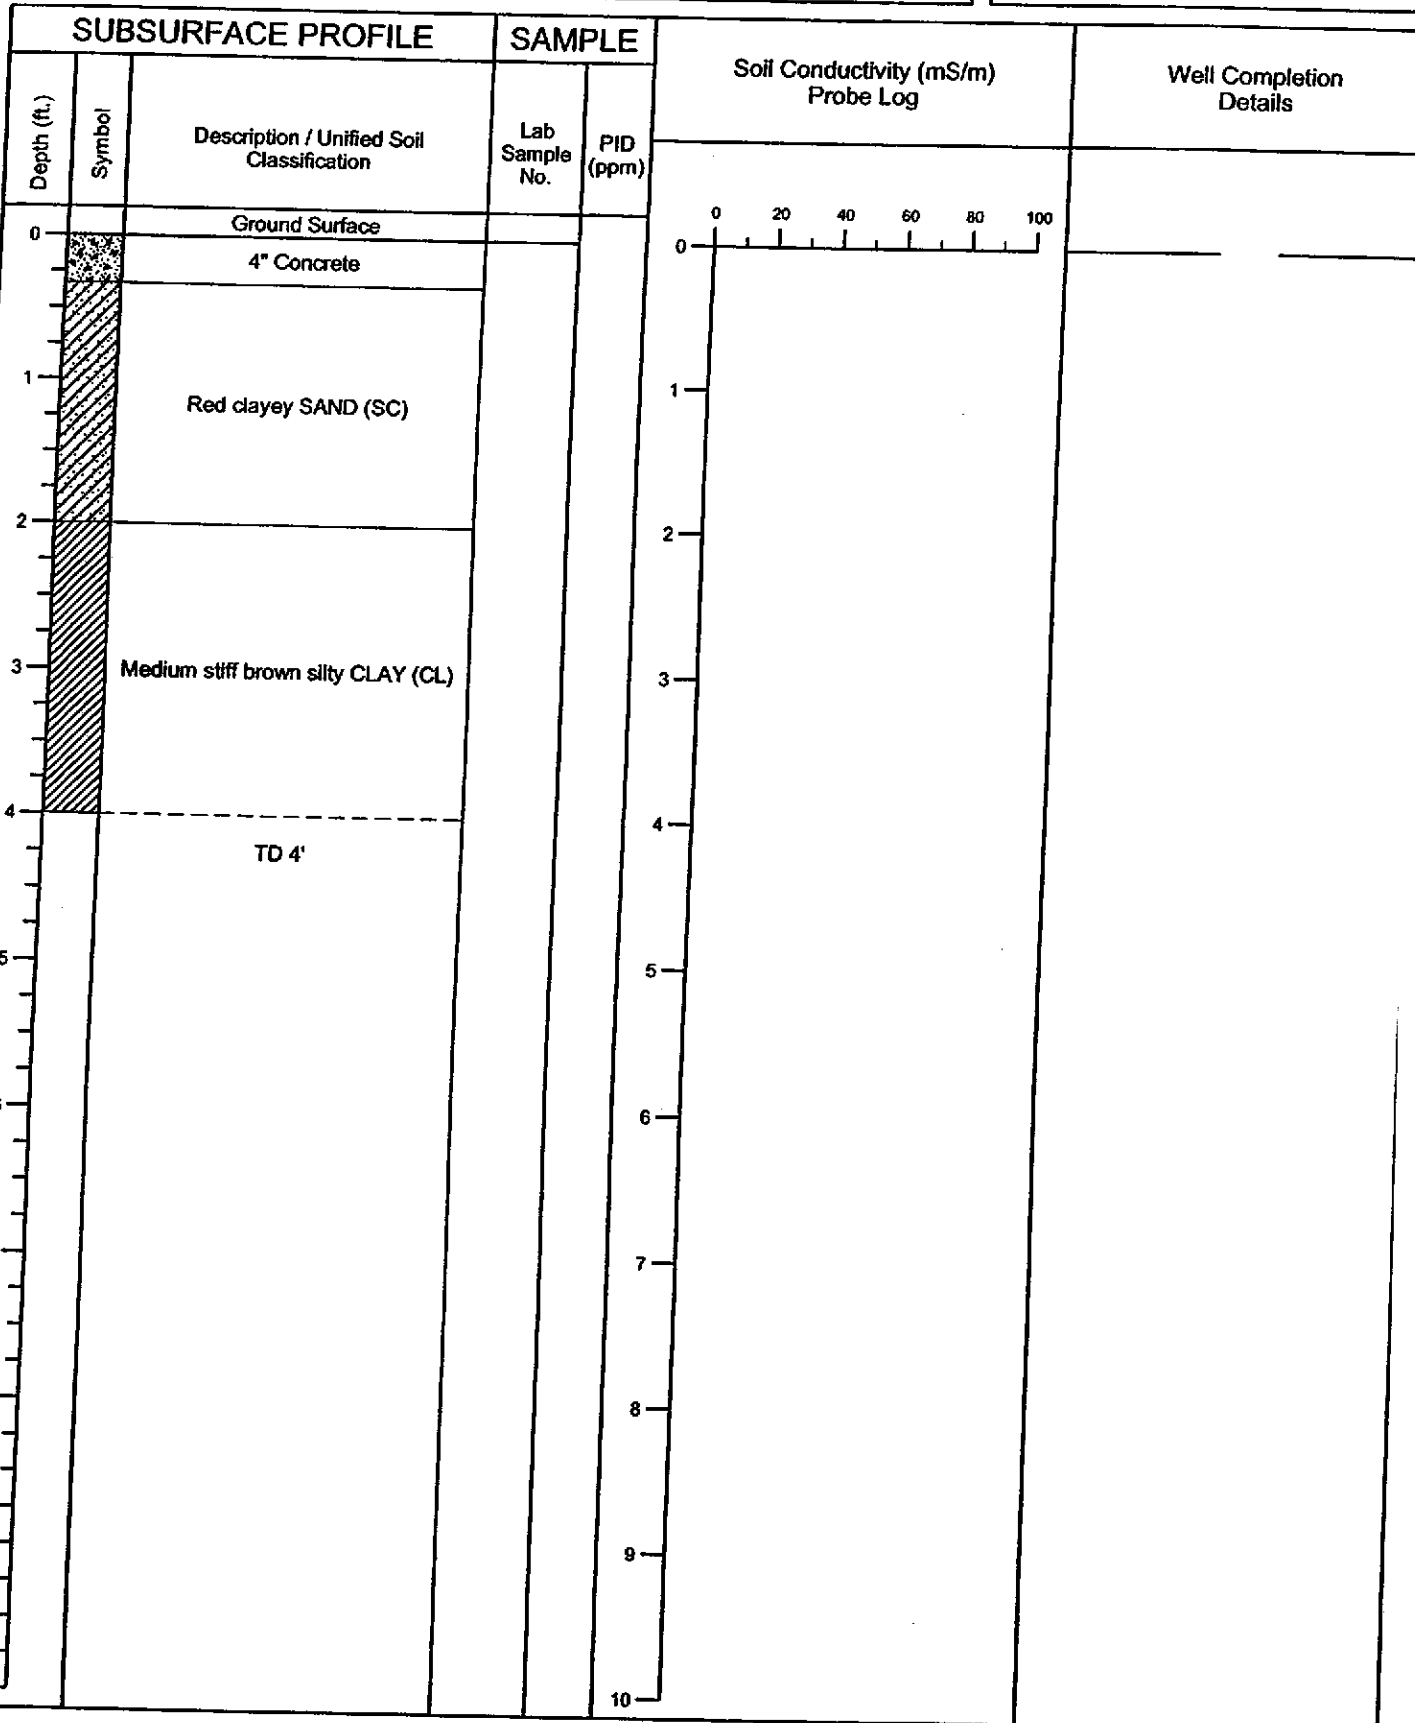 SUBSURFACE PROFILE
SAMPLE
Soil Conductivity (mS/m)
Probe Log
Well Completion
Details
Depth (ft.)
Symbol
Description / Unified Soil
Classification
Lab
Sample
No.
PID
(ppm)
Ground Surface
0 20 40 60 80 100
0
0
4" Concrete
1
1
Red clayey SAND (SC)
2
2
3
3
Medium stiff brown silty CLAY (CL)
4
4
TD 4'
5
5
6
7
8
9
10